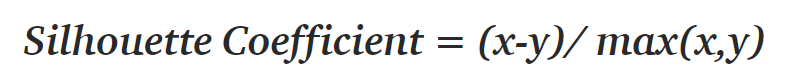 Silhouette Coefficient = (x-y)/ max(x,y)